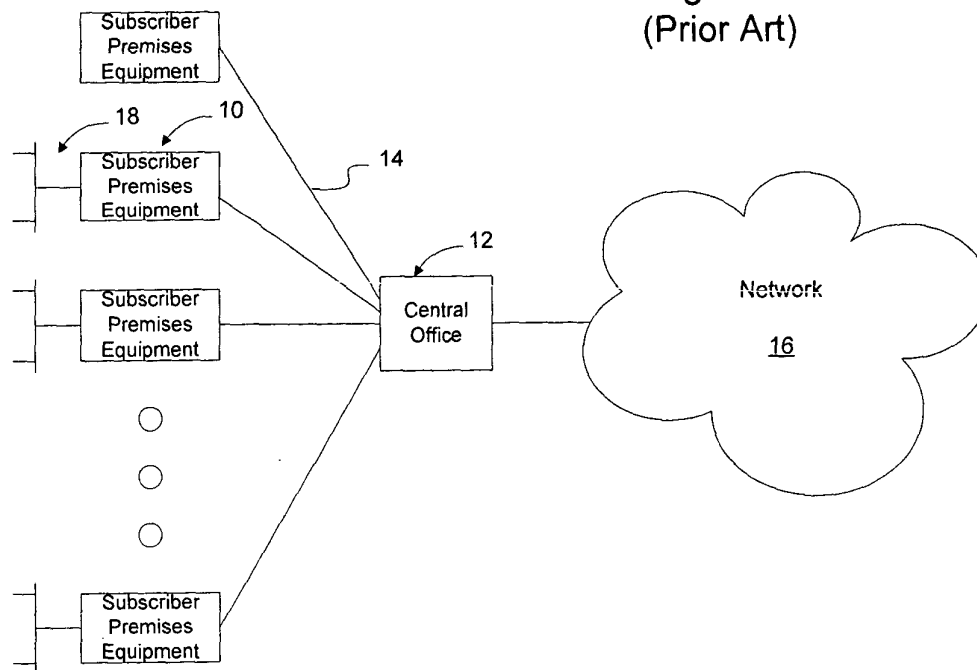 (Prior Art)
Subscriber
Premises
Equipment
18
10
Subscriber
Premises
Equipment
14
12
Subscriber
Premises
Equipment
Central
Office
Network
16
Subscriber
Premises
Equipment